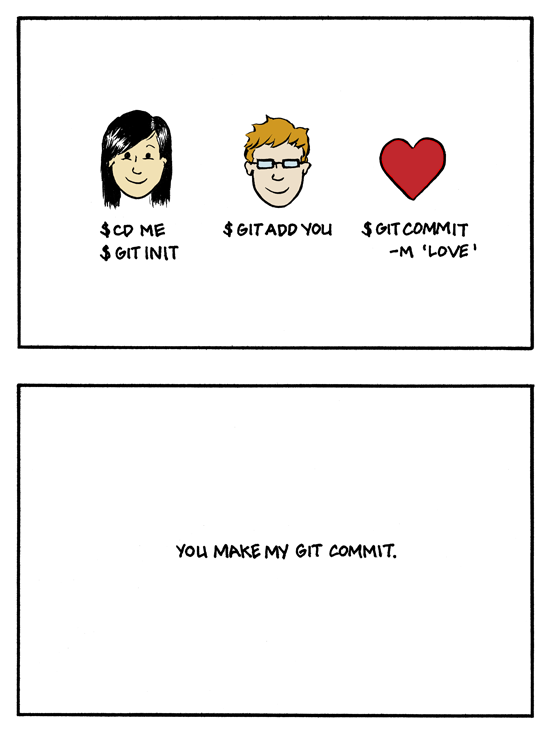 $ CD ME
$ GIT INIT
$ GIT ADD YOU
$ GIT COMMIT
-M 'LOVE'
YOU MAKE MY GIT COMMIT.